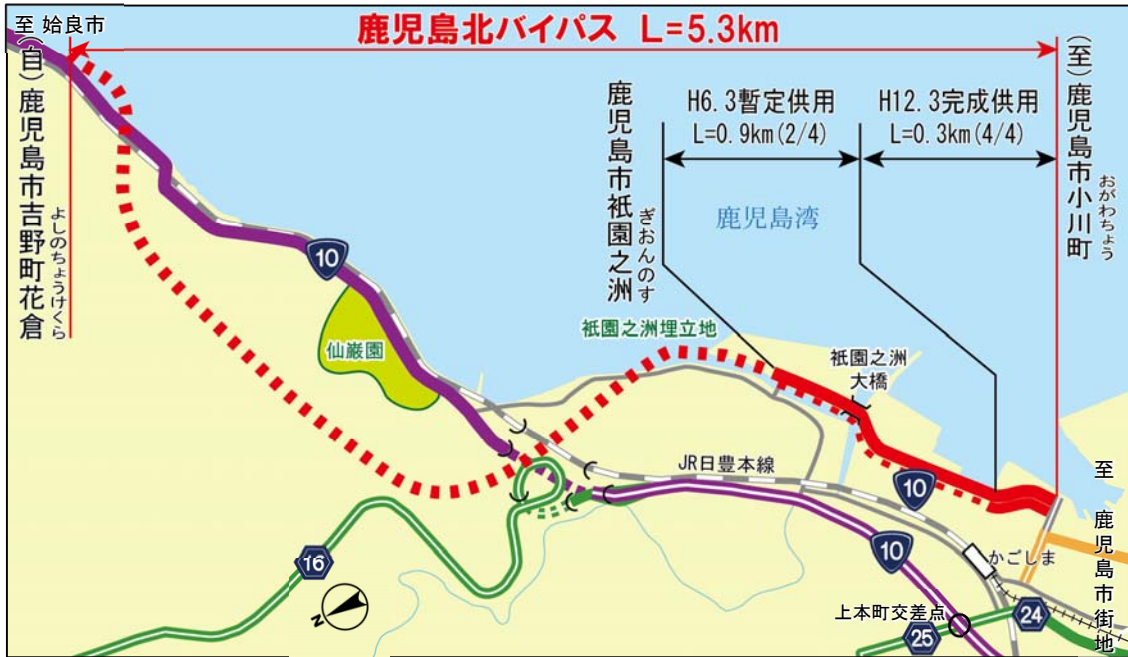 鹿児島北バイパス L=5.3km
至 姶良市
(自)鹿児島市吉野町花倉
よしのちょうけくら
鹿児島市祇園之洲
ぎおんのす
H6.3暫定供用
L=0.9km(2/4)
H12.3完成供用
L=0.3km(4/4)
(至)鹿児島市小川町
おがわちょう
鹿児島湾
10
仙巌園
祇園之洲埋立地
祇園之洲
大橋
JR日豊本線
10
10
16
N
かごしま
上本町交差点
25
24
至 鹿児島市街地